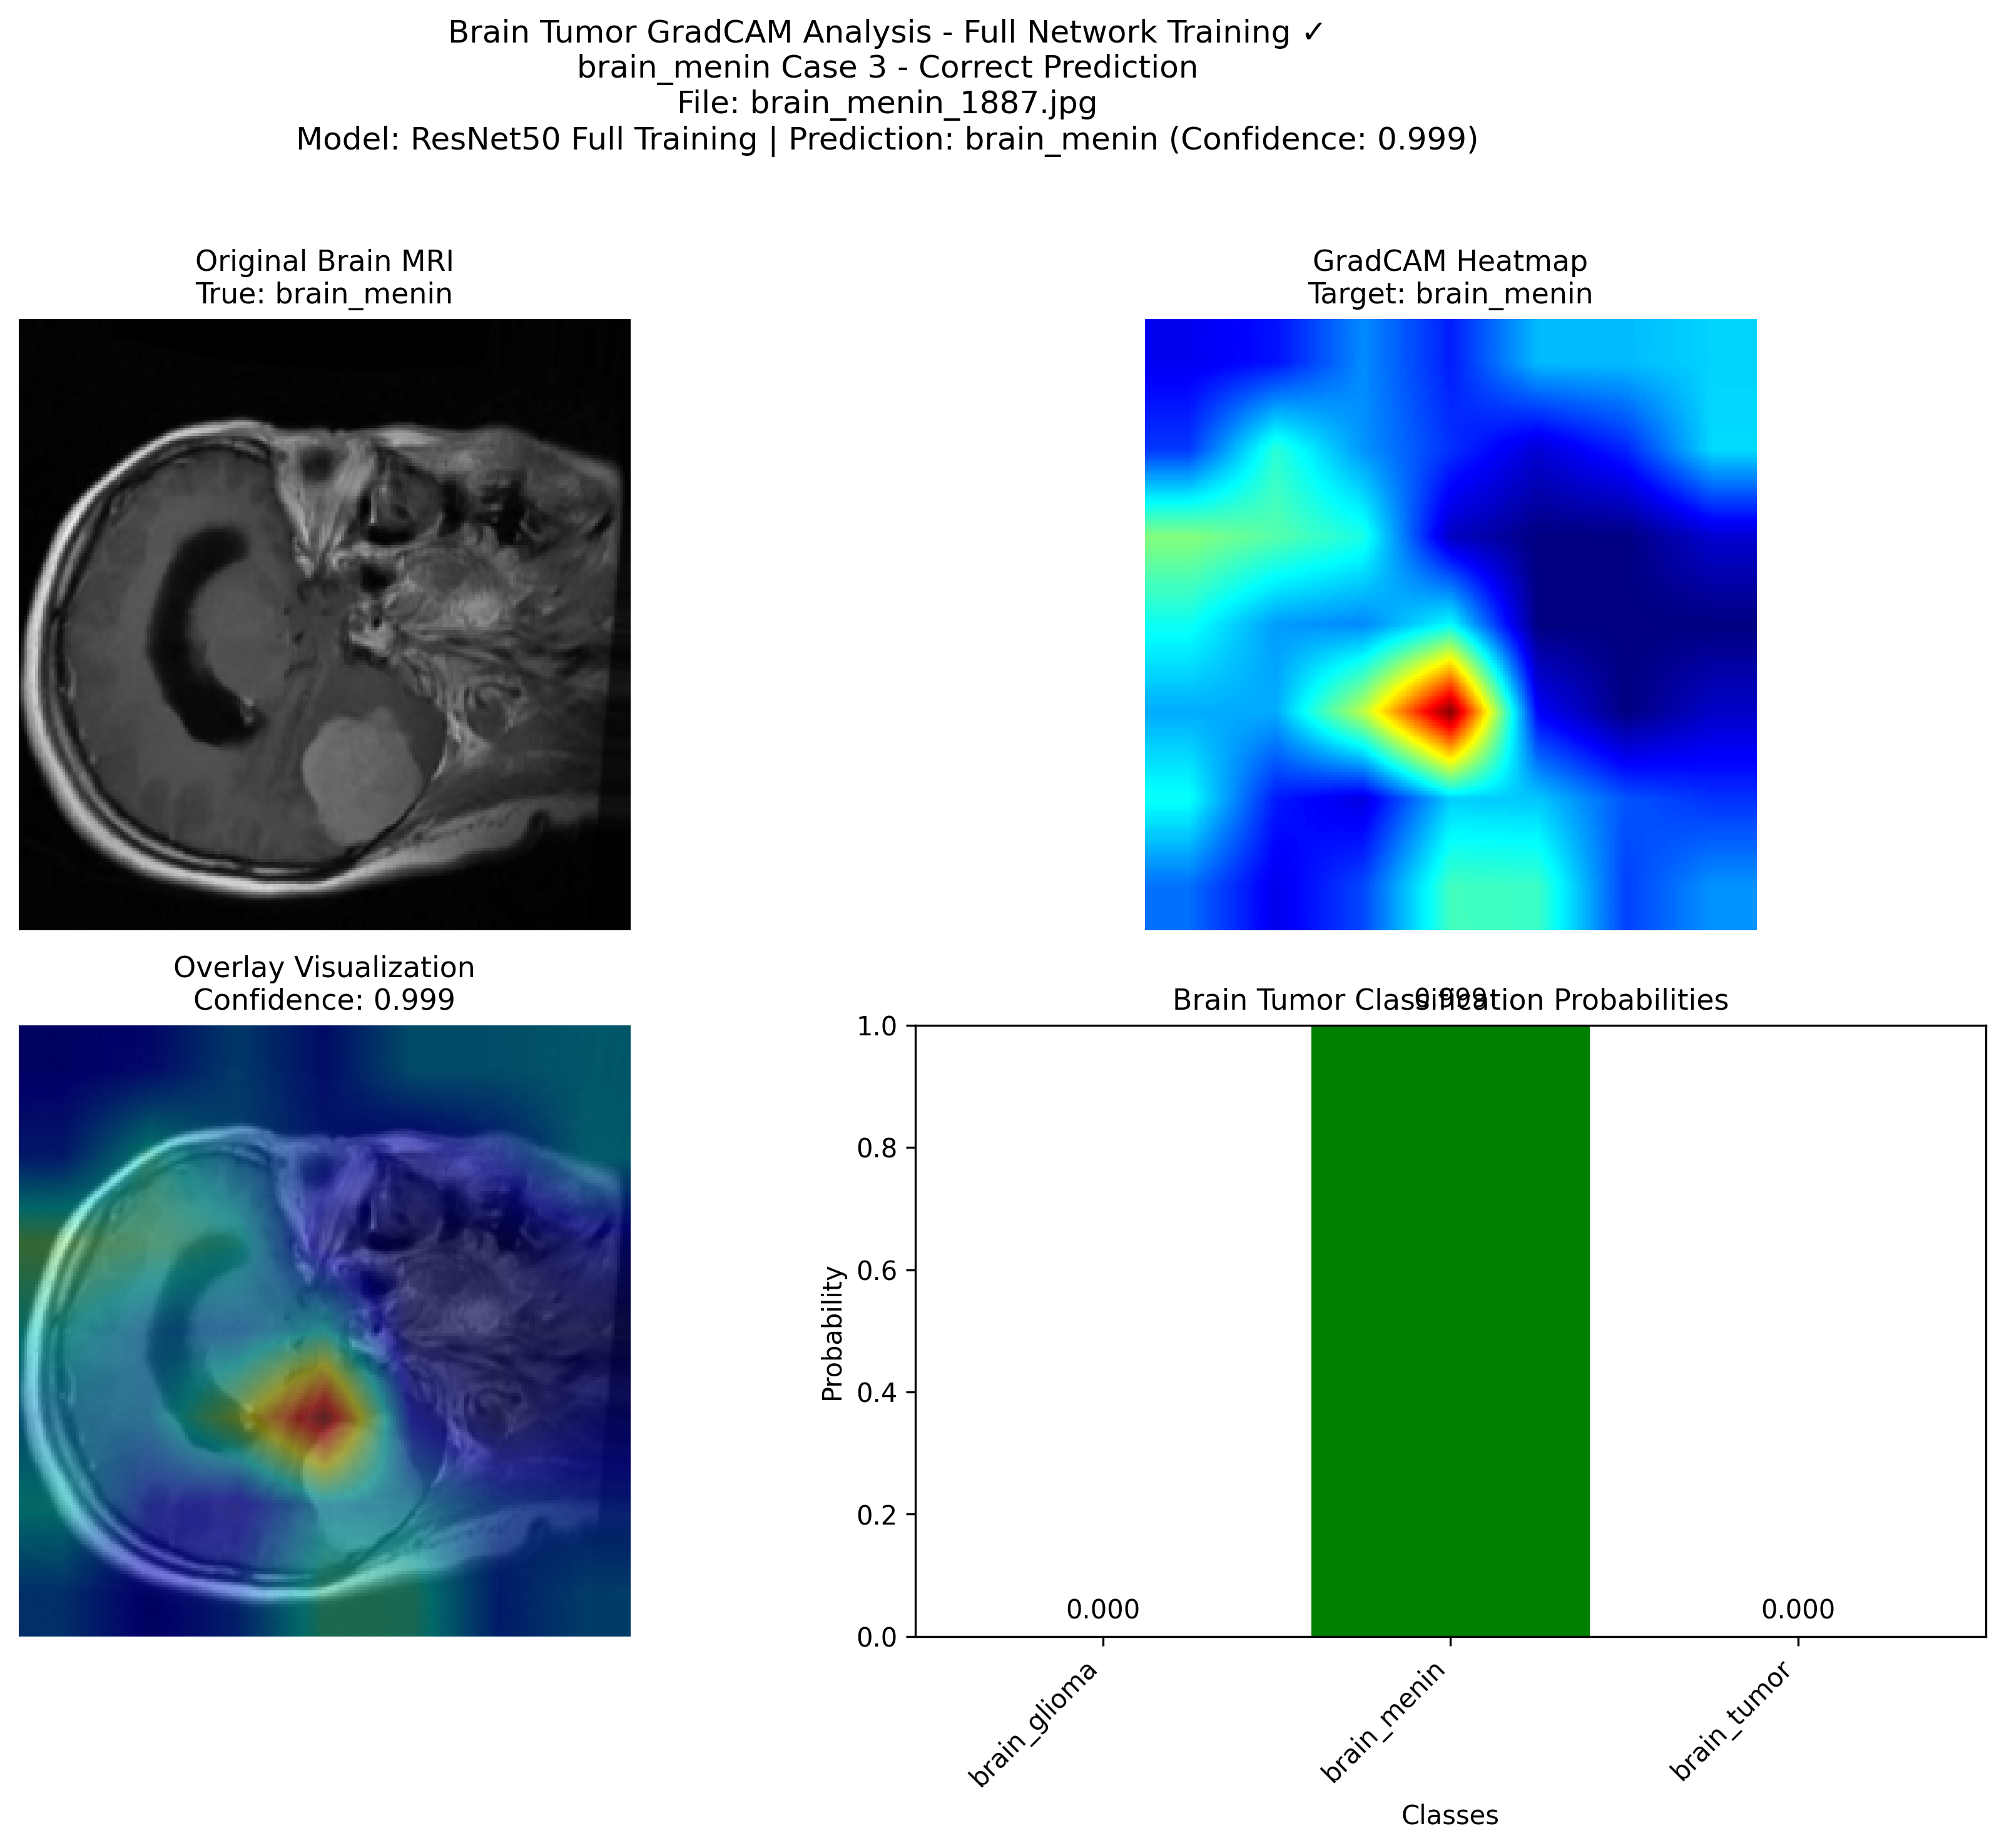 Brain Tumor GradCAM Analysis - Full Network Training ✓
brain_menin Case 3 - Correct Prediction
File: brain_menin_1887.jpg
Model: ResNet50 Full Training | Prediction: brain_menin (Confidence: 0.999)
Original Brain MRI
True: brain_menin
GradCAM Heatmap
Target: brain_menin
Overlay Visualization
Confidence: 0.999
Brain Tumor Classification Probabilities
0.999
1.0
0.8
0.6
0.4
0.2
0.0
Probability
0.000
0.000
brain_glioma
brain_menin
brain_tumor
Classes